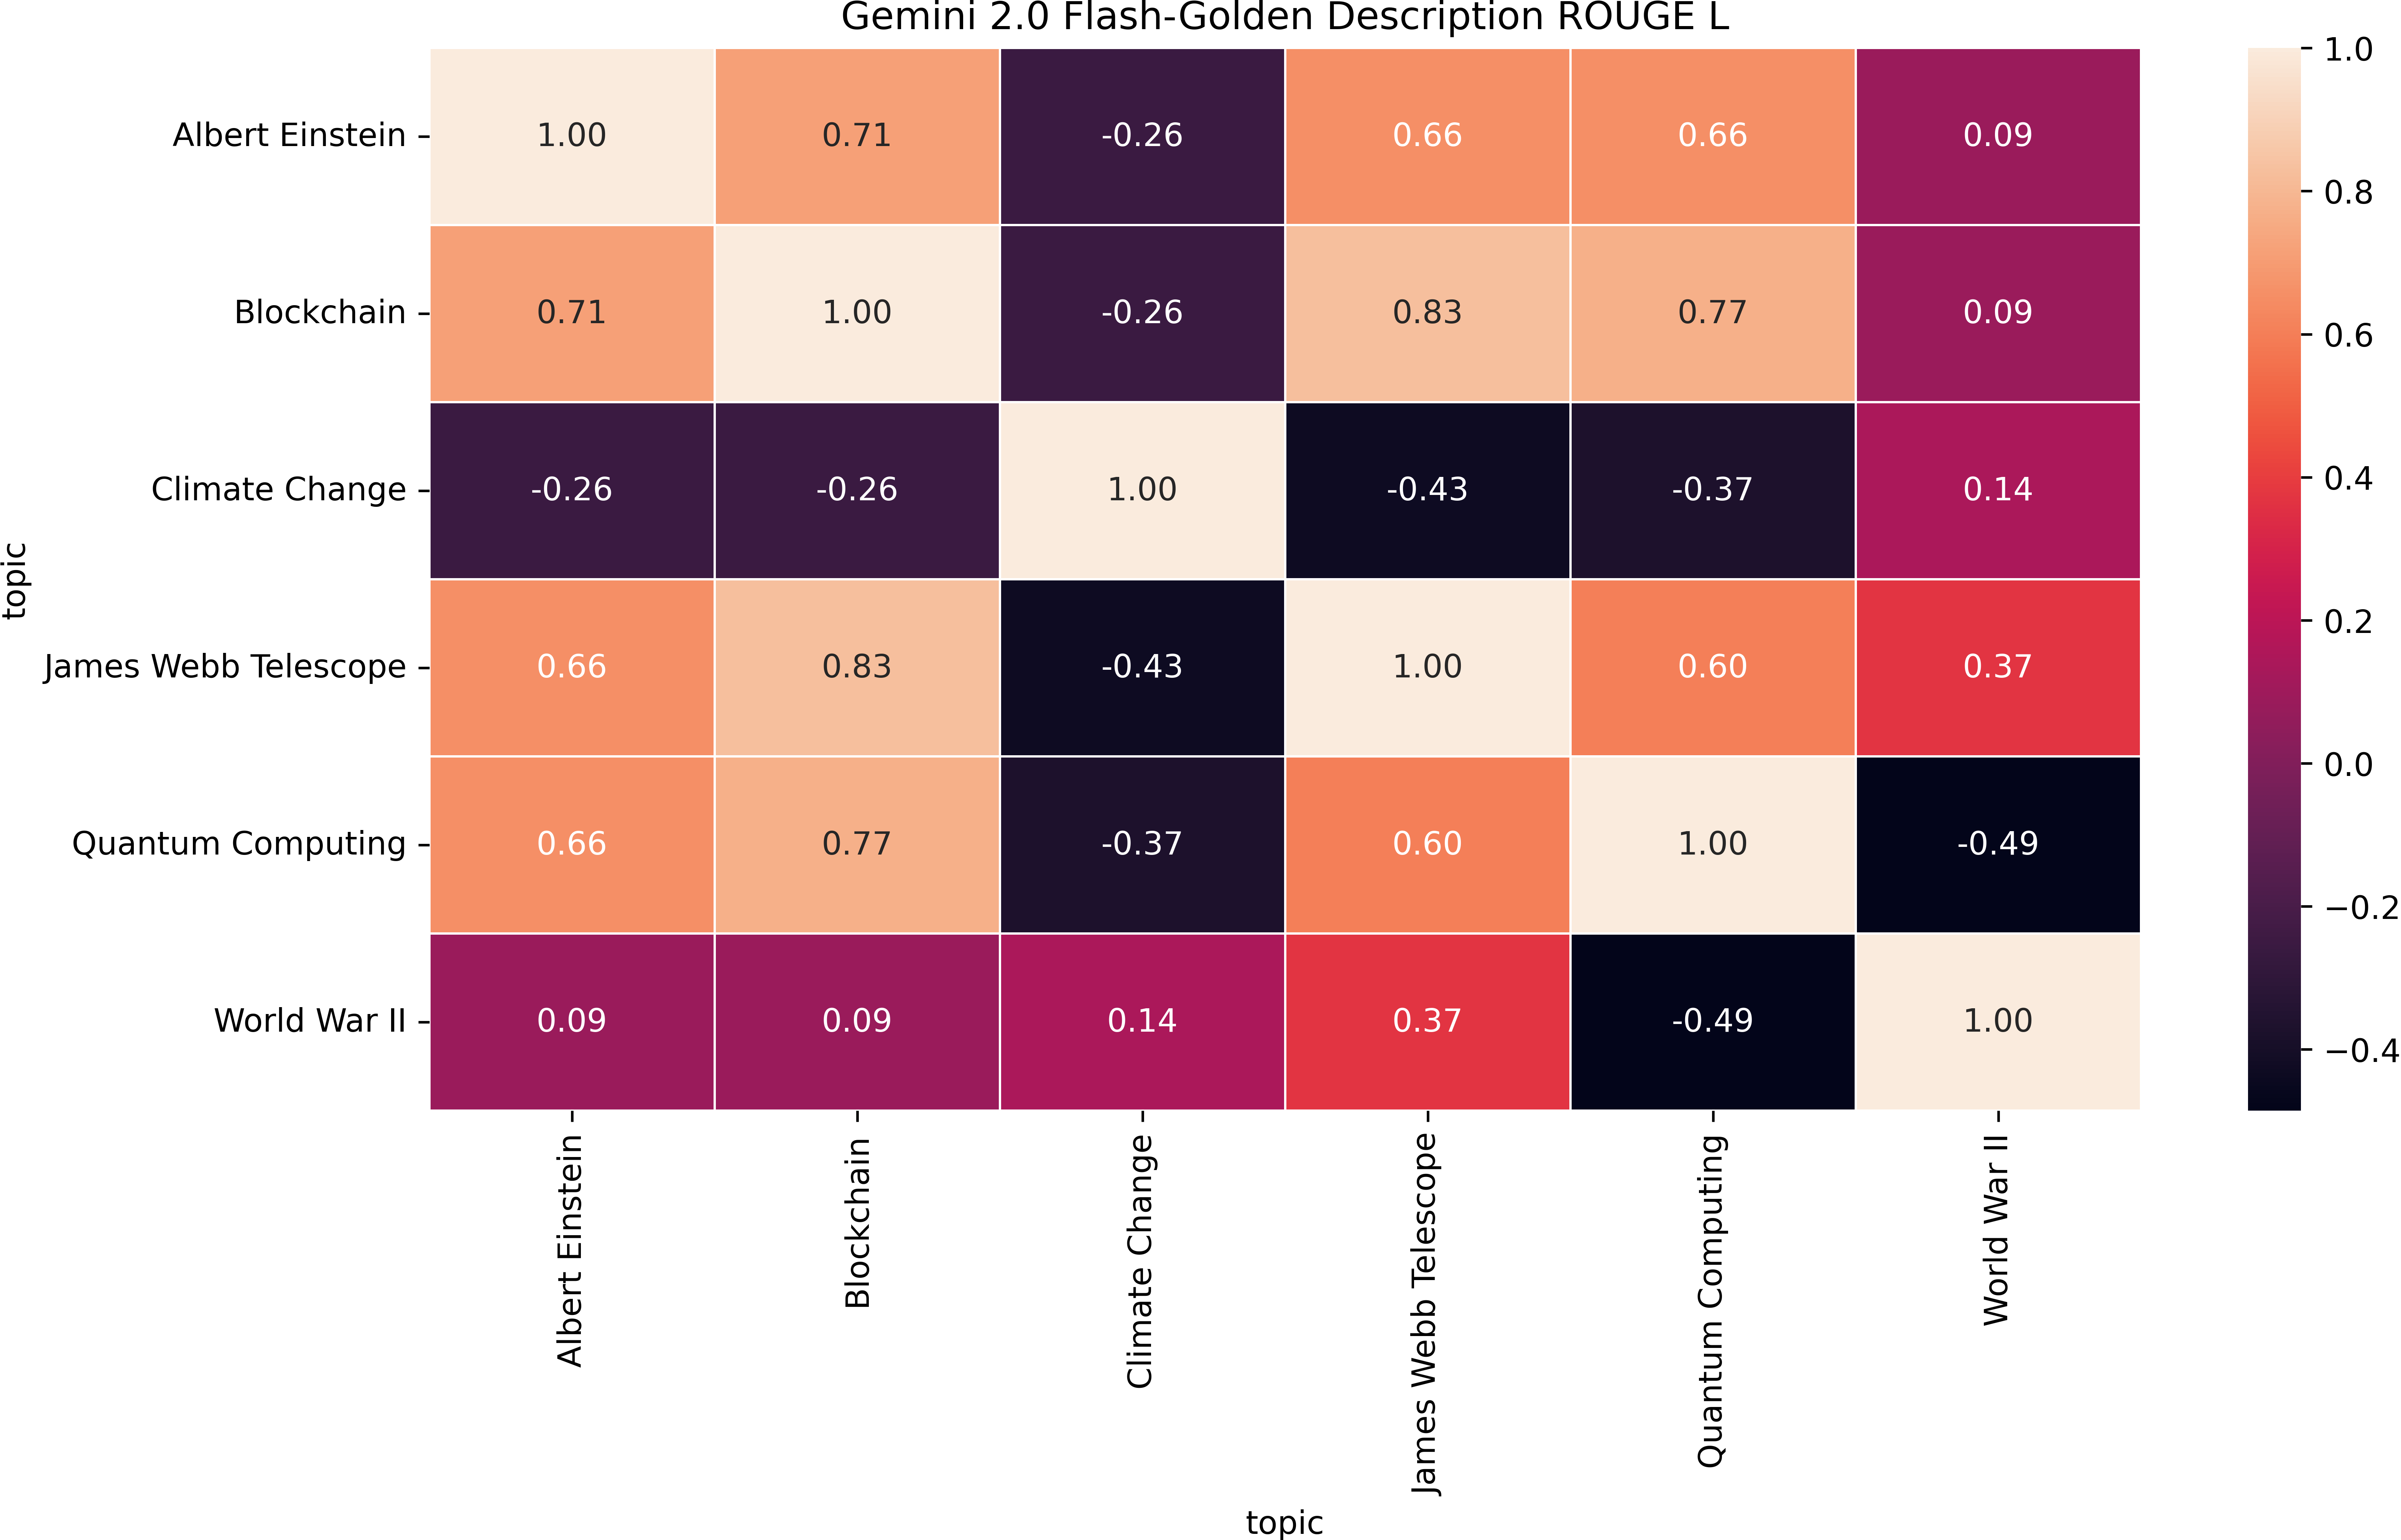 Gemini 2.0 Flash-Golden Description ROUGE L
Albert Einstein 1.00 0.71 -0.26 0.66 0.66 0.09
Blockchain 0.71 1.00 -0.26 0.83 0.77 0.09
Climate Change -0.26 -0.26 1.00 -0.43 -0.37 0.14
James Webb Telescope 0.66 0.83 -0.43 1.00 0.60 0.37
Quantum Computing 0.66 0.77 -0.37 0.60 1.00 -0.49
World War II 0.09 0.09 0.14 0.37 -0.49 1.00
topic
Albert Einstein
Blockchain
Climate Change
James Webb Telescope
Quantum Computing
World War II
topic
1.0
0.8
0.6
0.4
0.2
0.0
−0.2
−0.4